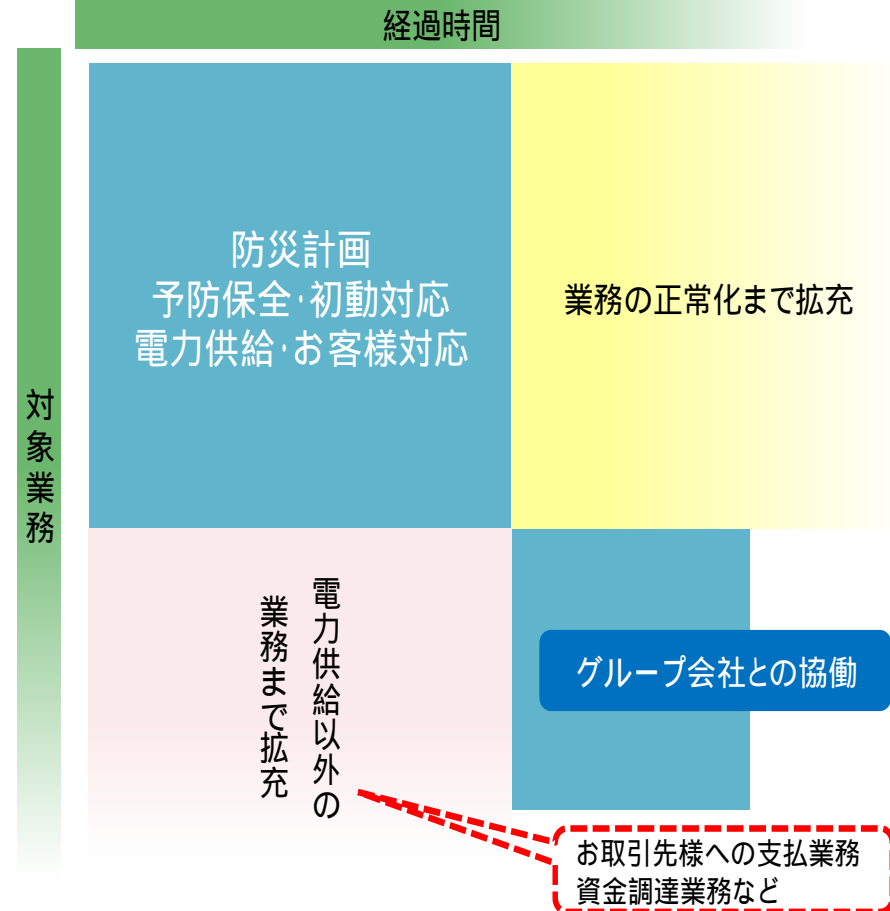 経過時間
対象業務
防災計画
予防保全・初動対応
電力供給・お客様対応
業務の正常化まで拡充
電力供給以外の
業務まで拡充
グループ会社との協働
お取引先様への支払業務
資金調達業務など